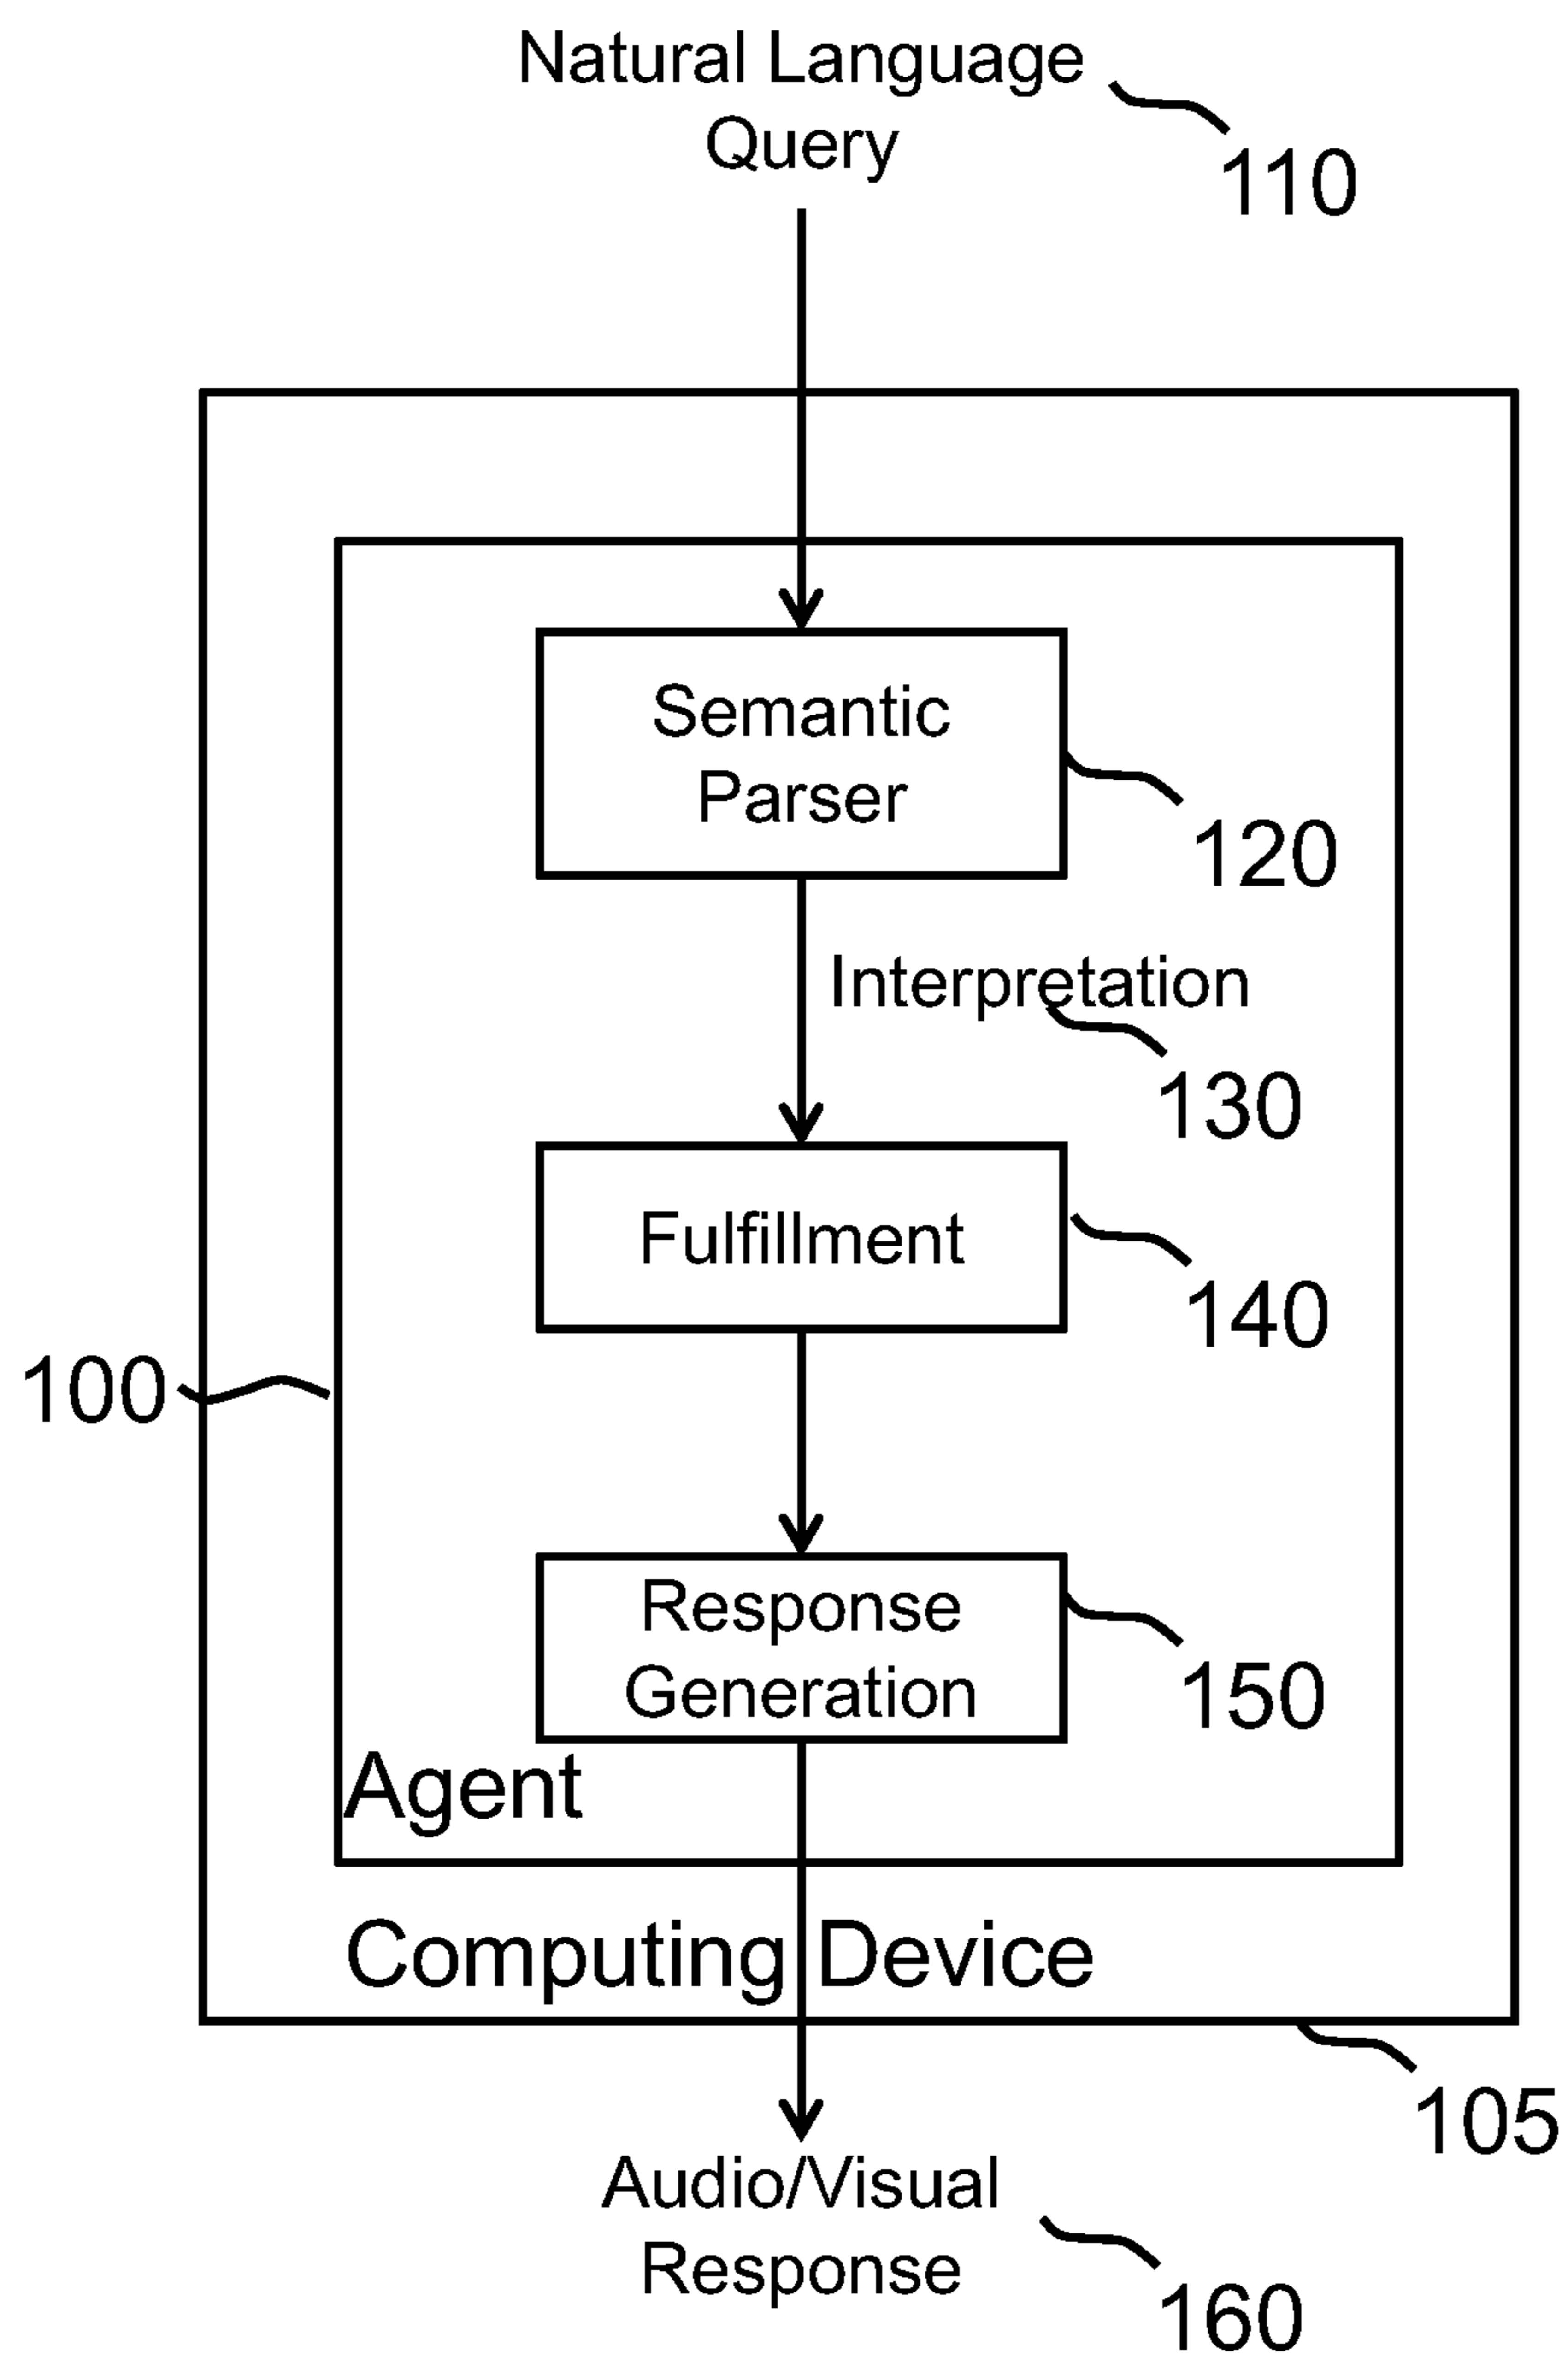 Natural Language
Query
110
Semantic
Parser
120
Interpretation
130
Fulfillment
140
100
Response
Generation
150
Agent
Computing Device
105
Audio/Visual
Response
160